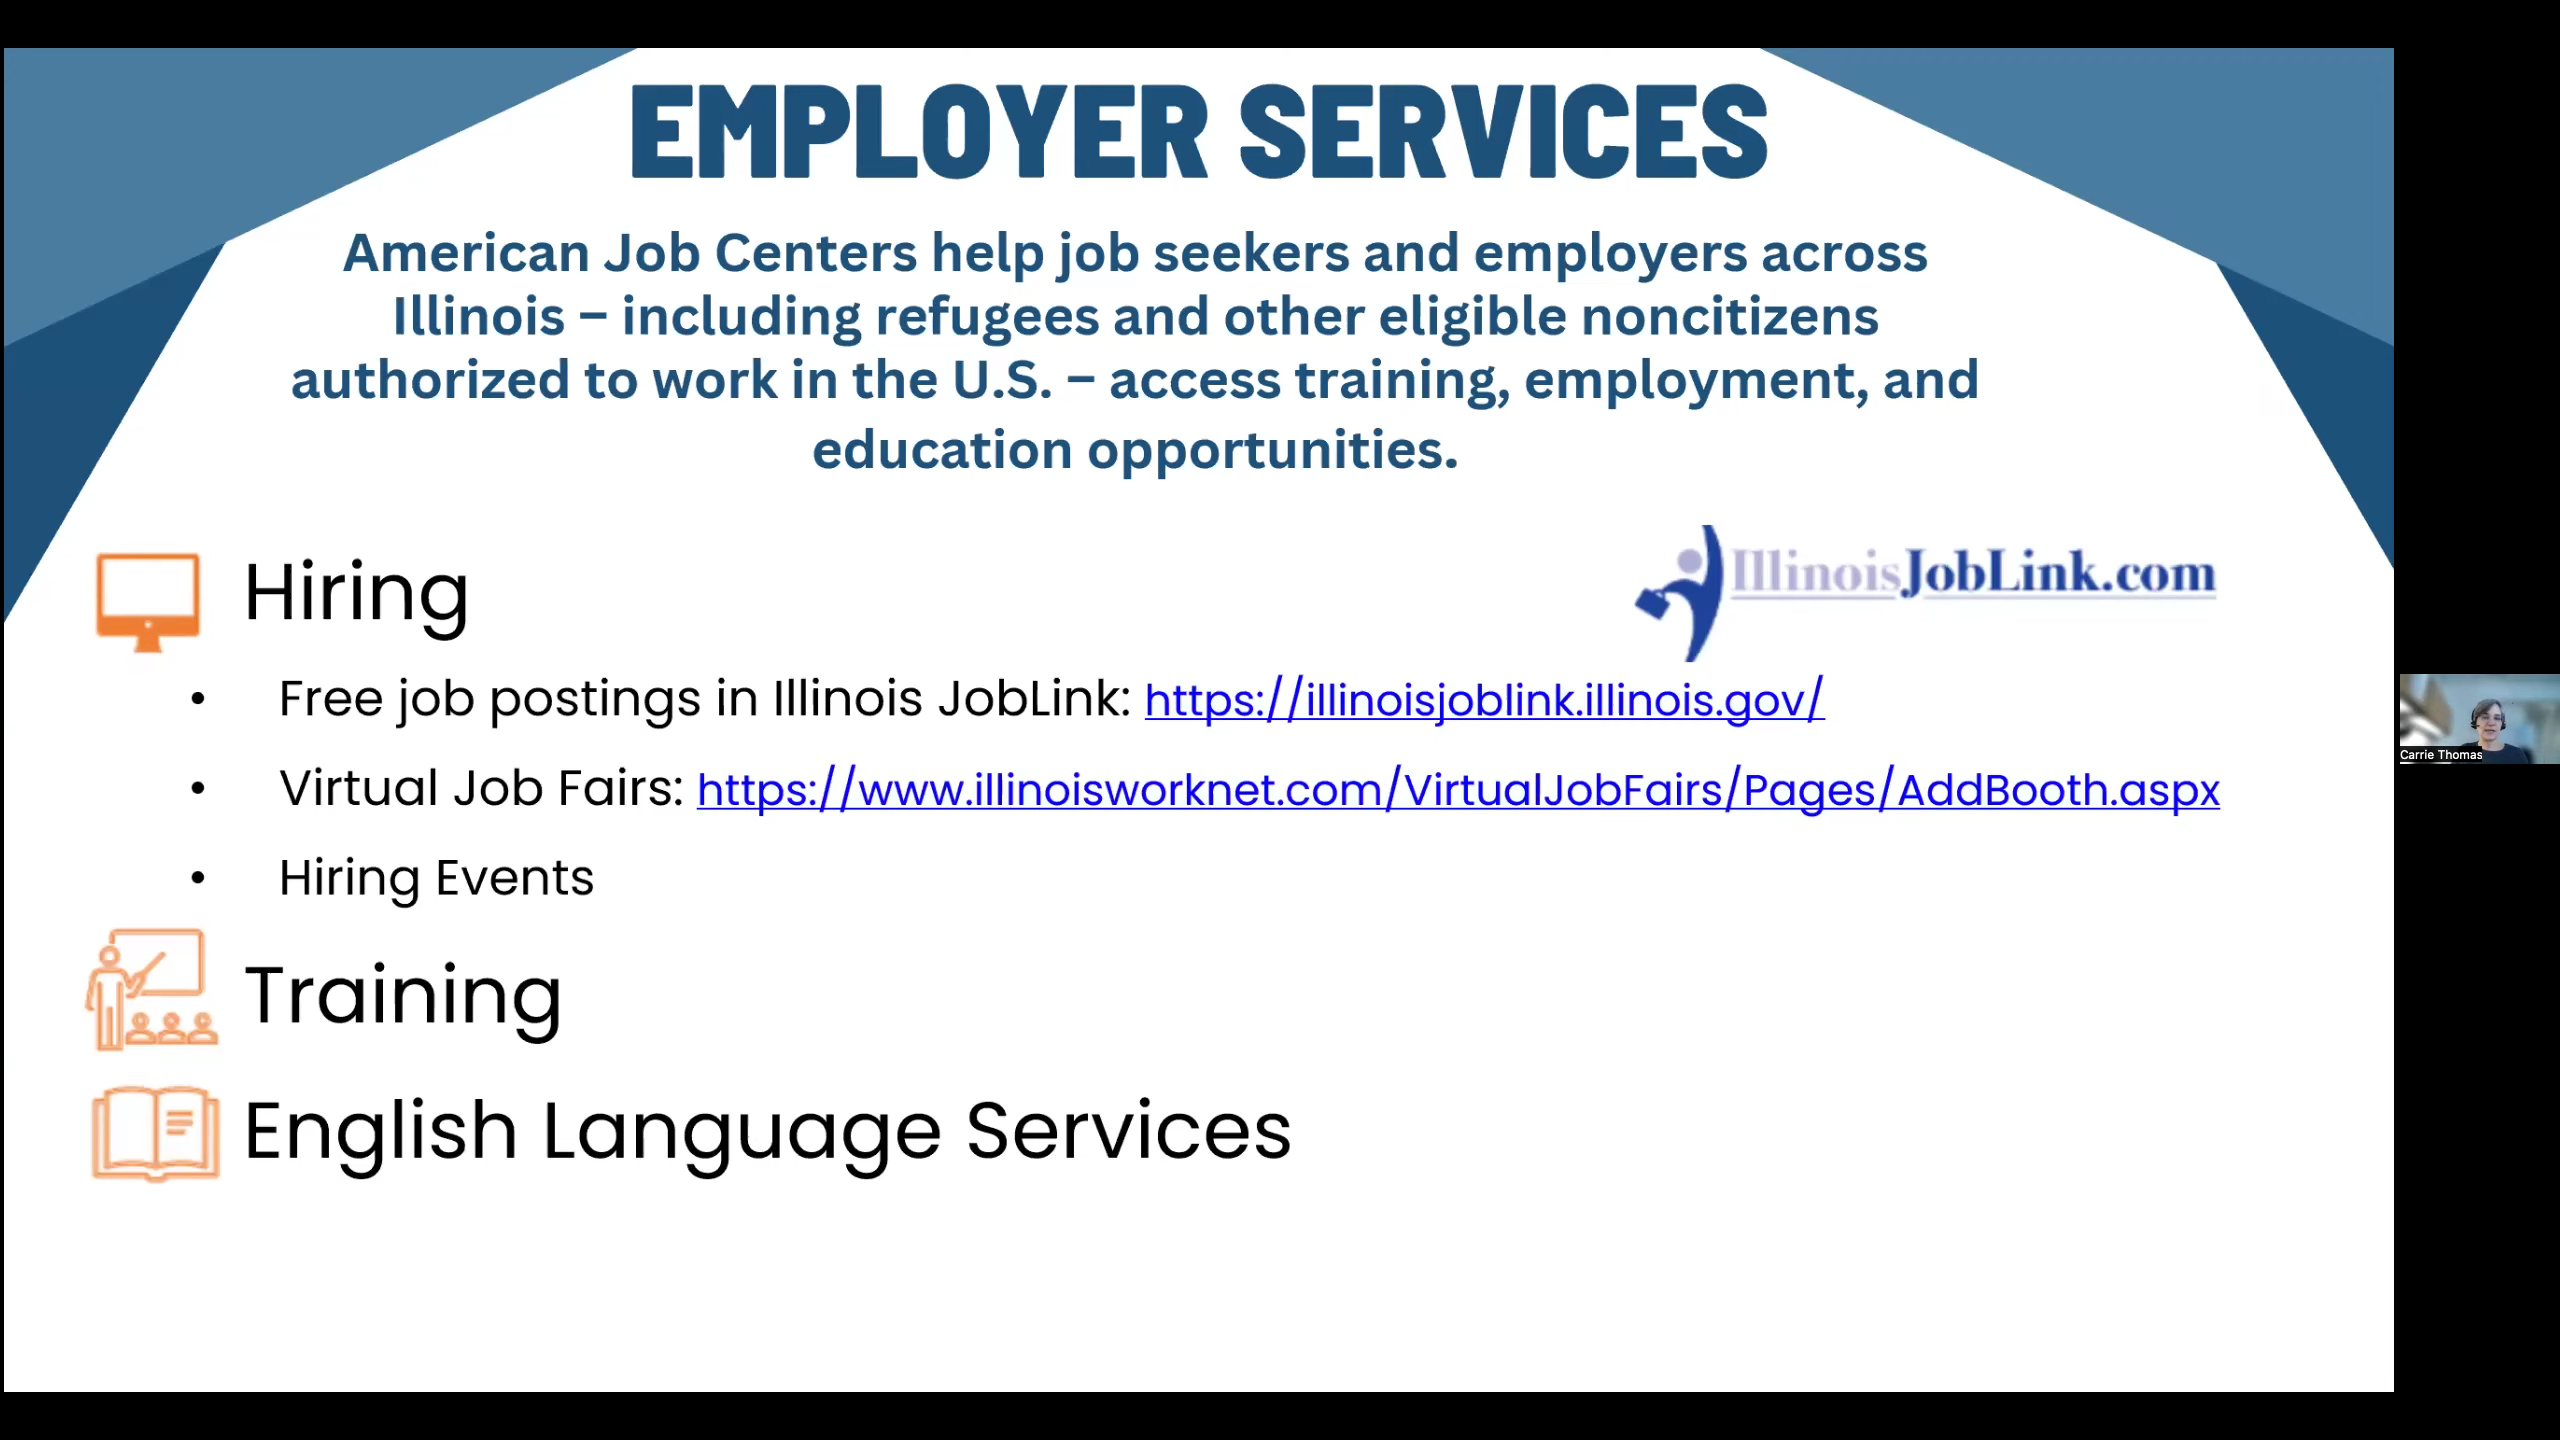 EMPLOYER SERVICES
American Job Centers help job seekers and employers across
Illinois – including refugees and other eligible noncitizens
authorized to work in the U.S. – access training, employment, and
education opportunities.
IllinoisJobLink.com
Hiring
• Free job postings in Illinois JobLink: https://illinoisjoblink.illinois.gov/
• Virtual Job Fairs: https://www.illinoisworknet.com/VirtualJobFairs/Pages/AddBooth.aspx
• Hiring Events
Training
English Language Services
Carrie Thomas